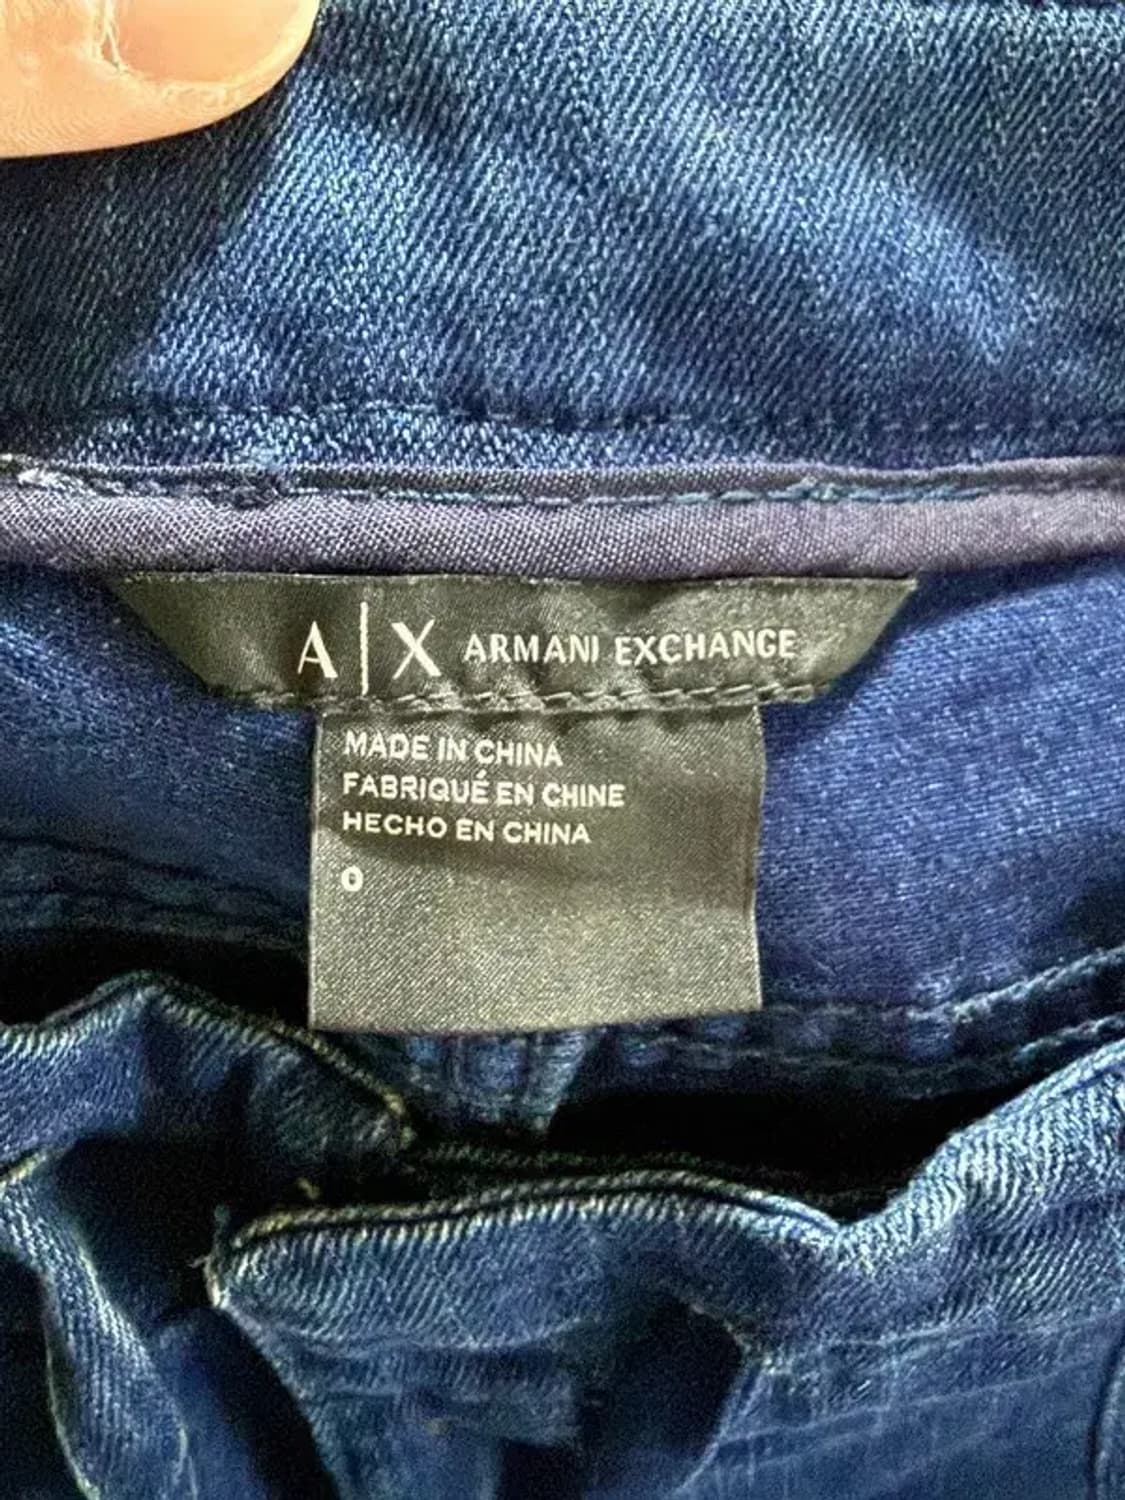 A|X ARMANI EXCHANGE
MADE IN CHINA
FABRIQUÉ EN CHINE
HECHO EN CHINA
0